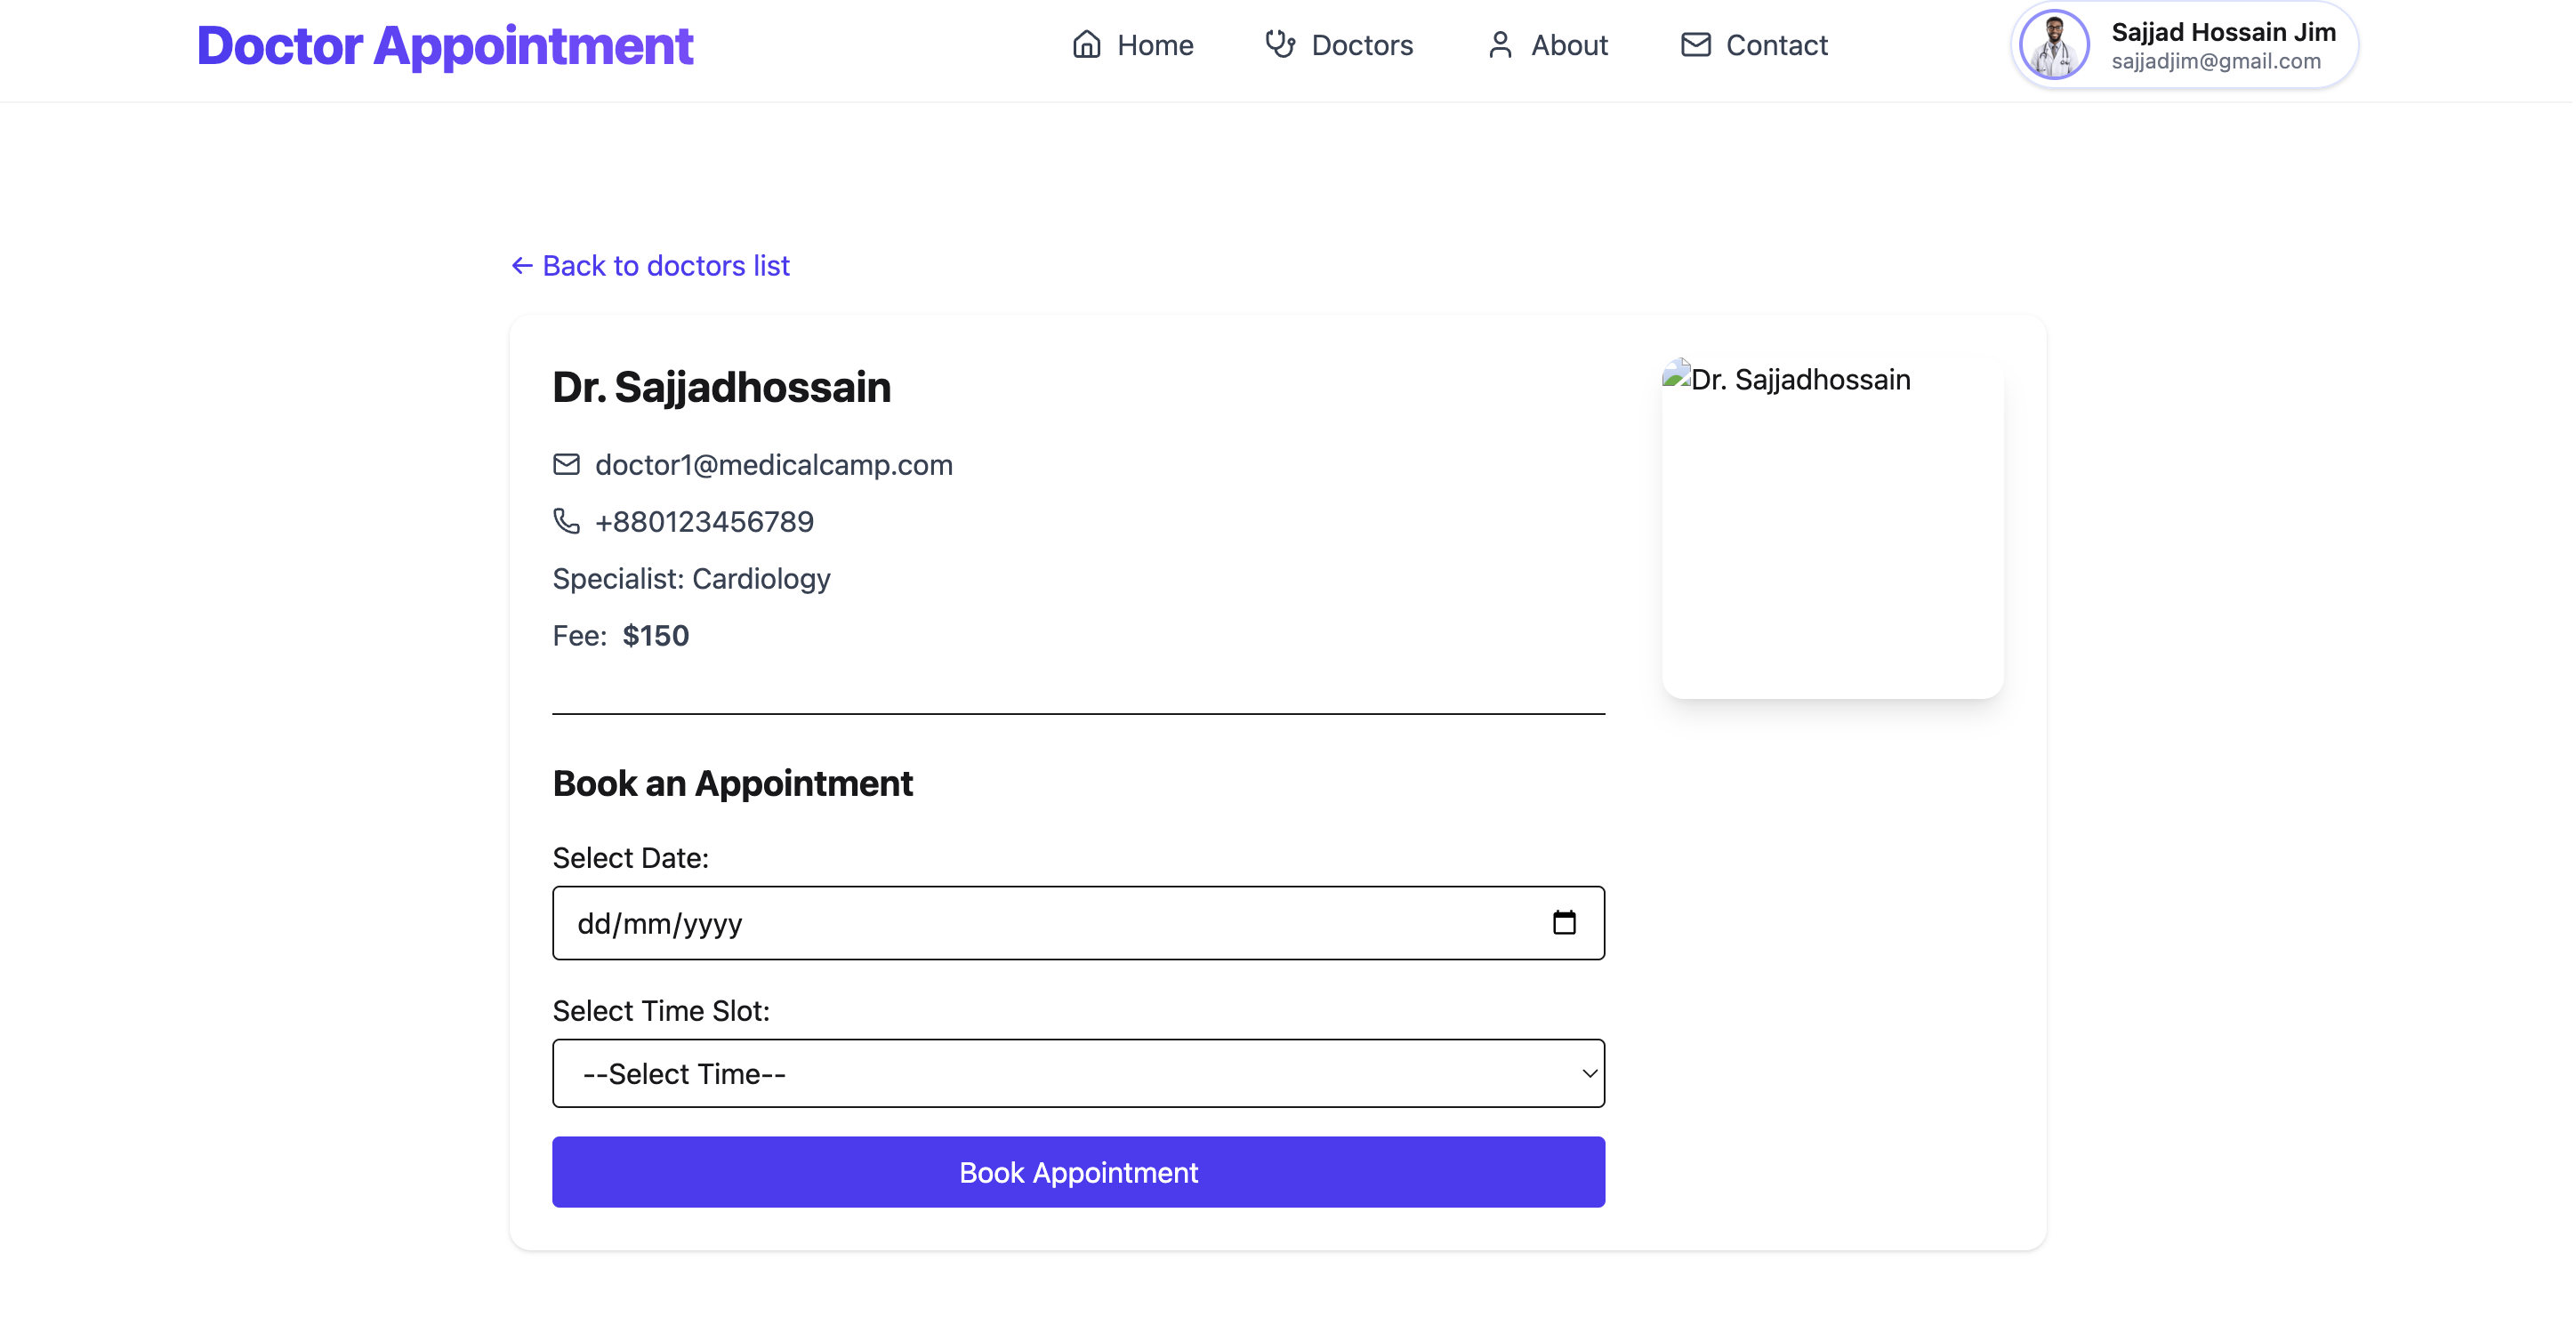 Doctor Appointment
Home
Doctors
About
Contact
Sajjad Hossain Jim
sajjadjim@gmail.com
← Back to doctors list
Dr. Sajjadhossain
Dr. Sajjadhossain
doctor1@medicalcamp.com
+880123456789
Specialist: Cardiology
Fee: $150
Book an Appointment
Select Date:
dd/mm/yyyy
Select Time Slot:
--Select Time--
Book Appointment